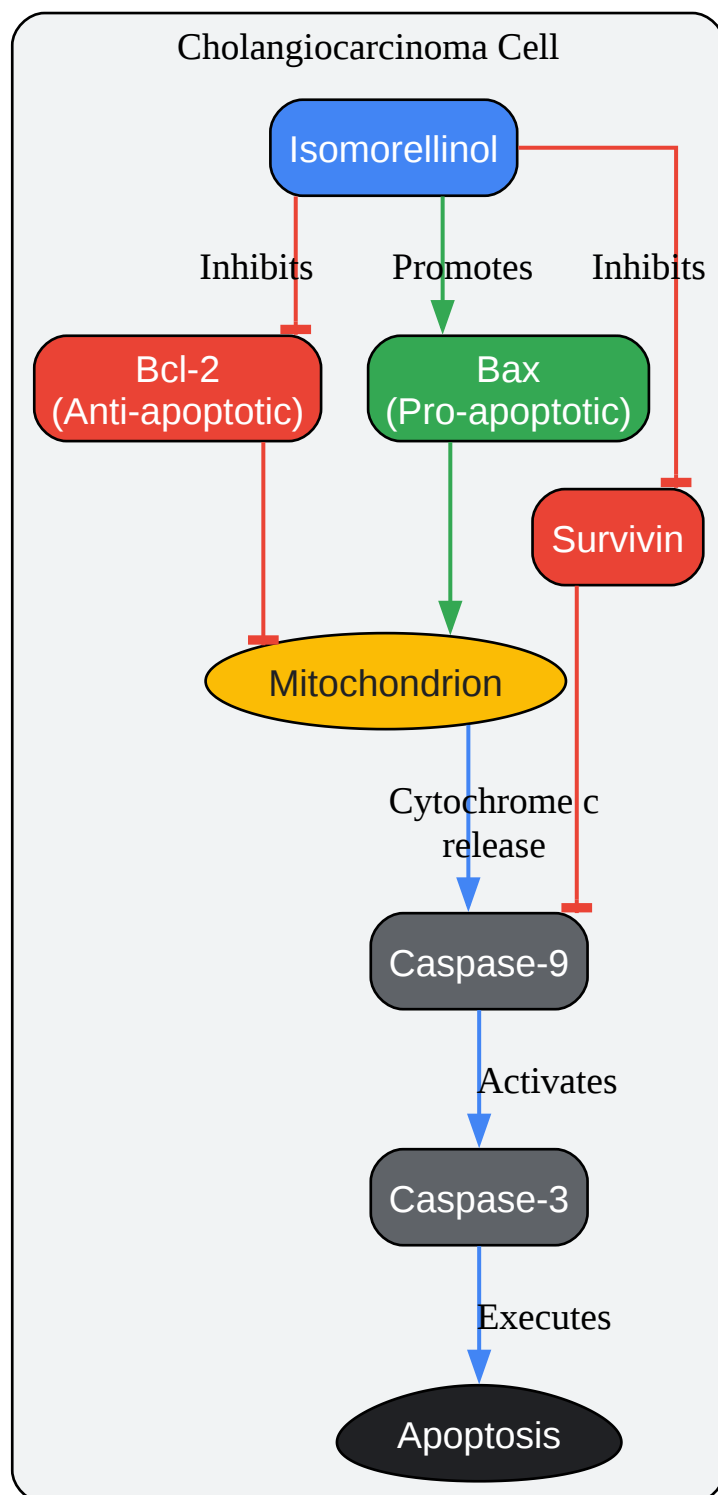 Cholangiocarcinoma Cell
Isomorellinol
Inhibits
Promotes
Inhibits
Bcl-2
(Anti-apoptotic)
Bax
(Pro-apoptotic)
Survivin
Mitochondrion
Cytochrome c
release
Caspase-9
Activates
Caspase-3
Executes
Apoptosis